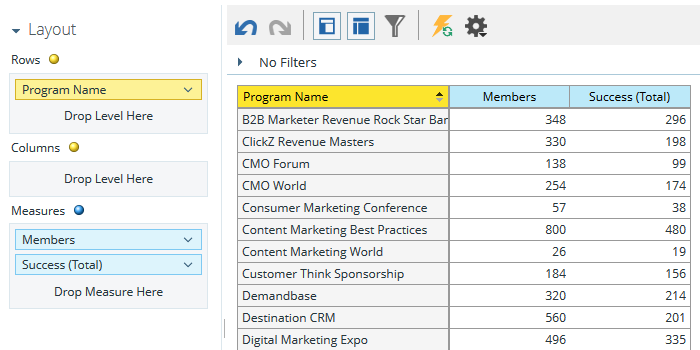 Layout
Rows
Program Name
Drop Level Here
Columns
Drop Level Here
Measures
Members
Success (Total)
Drop Measure Here
No Filters
Program Name Members Success (Total)
B2B Marketer Revenue Rock Star Bar 348 296
ClickZ Revenue Masters 330 198
CMO Forum 138 99
CMO World 254 174
Consumer Marketing Conference 57 38
Content Marketing Best Practices 800 480
Content Marketing World 26 19
Customer Think Sponsorship 184 156
Demandbase 320 214
Destination CRM 560 201
Digital Marketing Expo 496 335